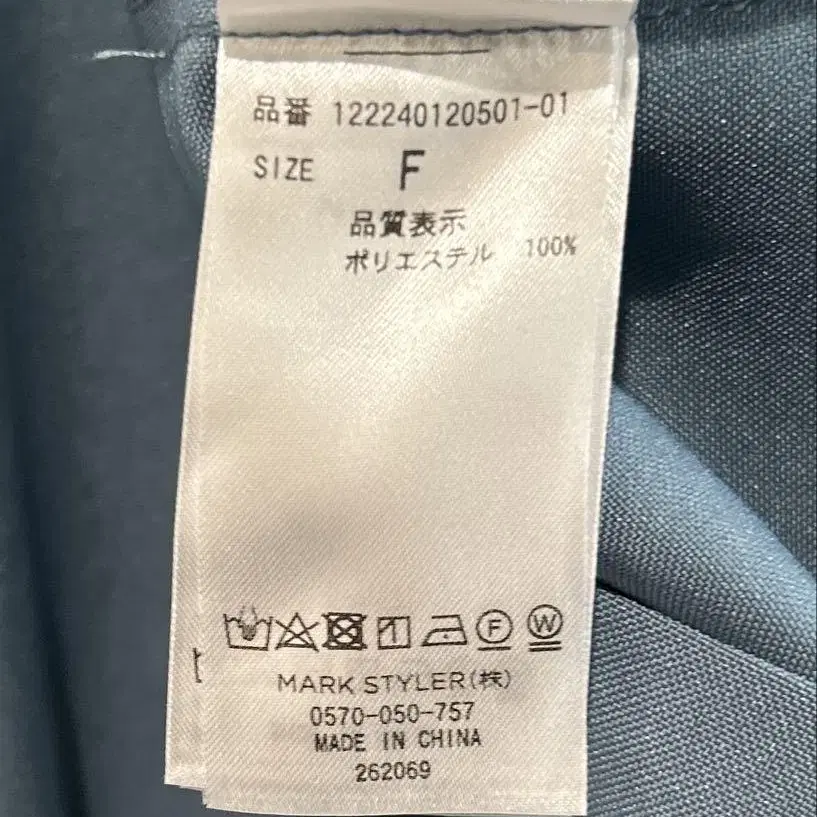 品番 122240120501-01
SIZE F
品質表示
ポリエステル 100%
F W
MARK STYLER(株)
0570-050-757
MADE IN CHINA
262069